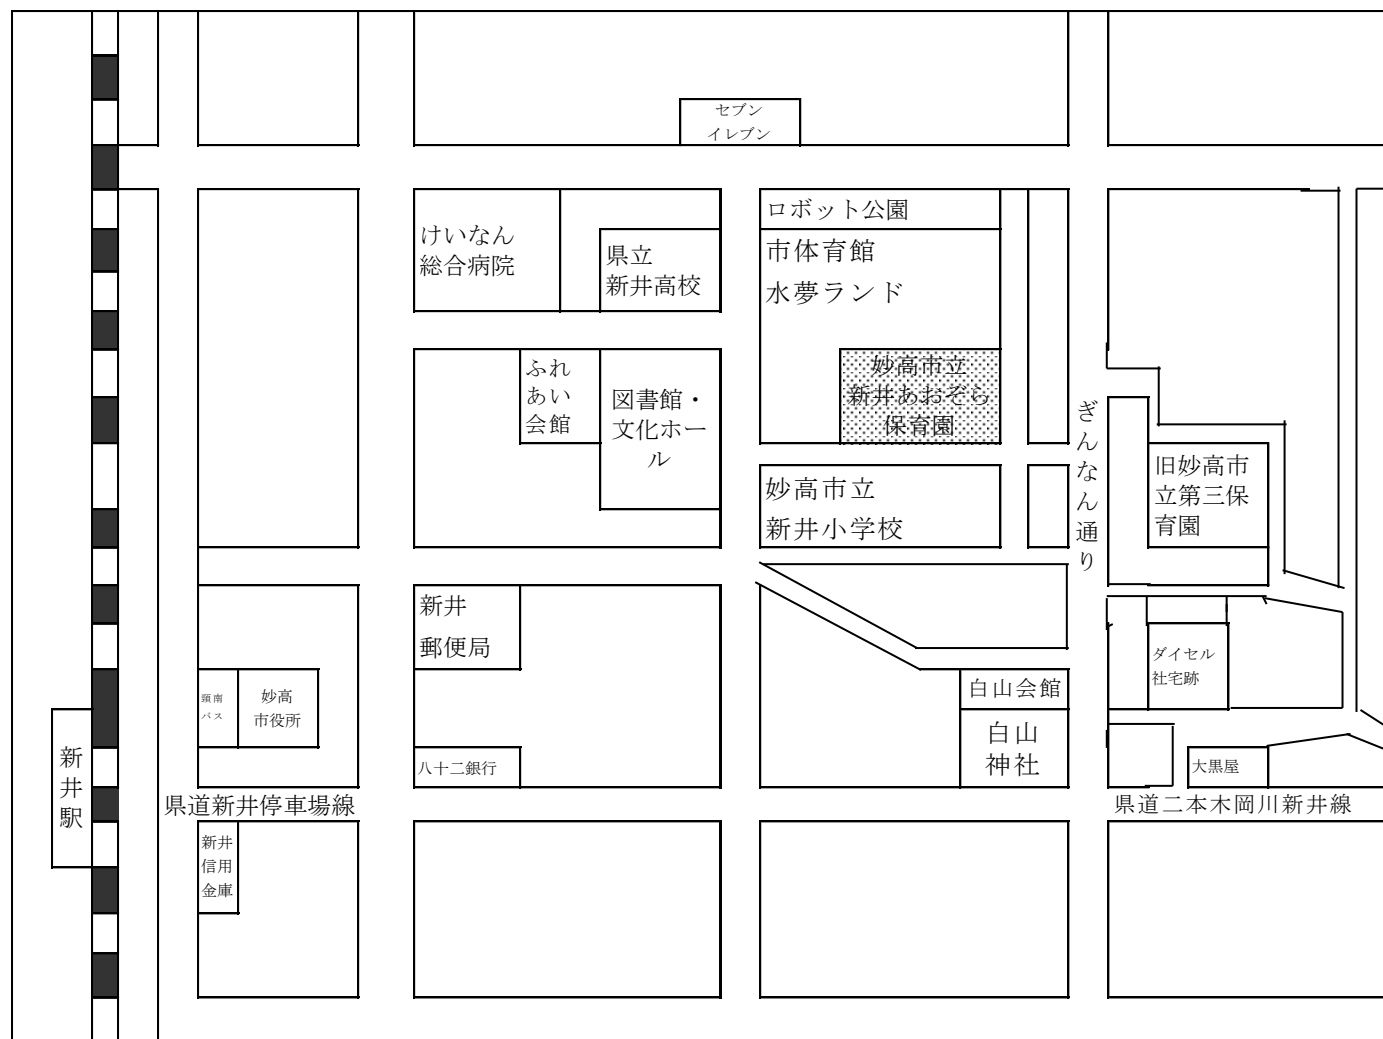 セブン
イレブン
けいなん
総合病院
県立
新井高校
ロボット公園
市体育館
水夢ランド
ふれ
あい
会館
図書館・
文化ホー
ル
妙高市立
新井あおぞら
保育園
ぎんなん通り
旧妙高市
立第三保
育園
妙高市立
新井小学校
新井
郵便局
頸南
バス
妙高
市役所
新井駅
八十二銀行
白山会館
白山
神社
ダイセル
社宅跡
大黒屋
県道新井停車場線
県道二本木岡川新井線
新井
信用
金庫